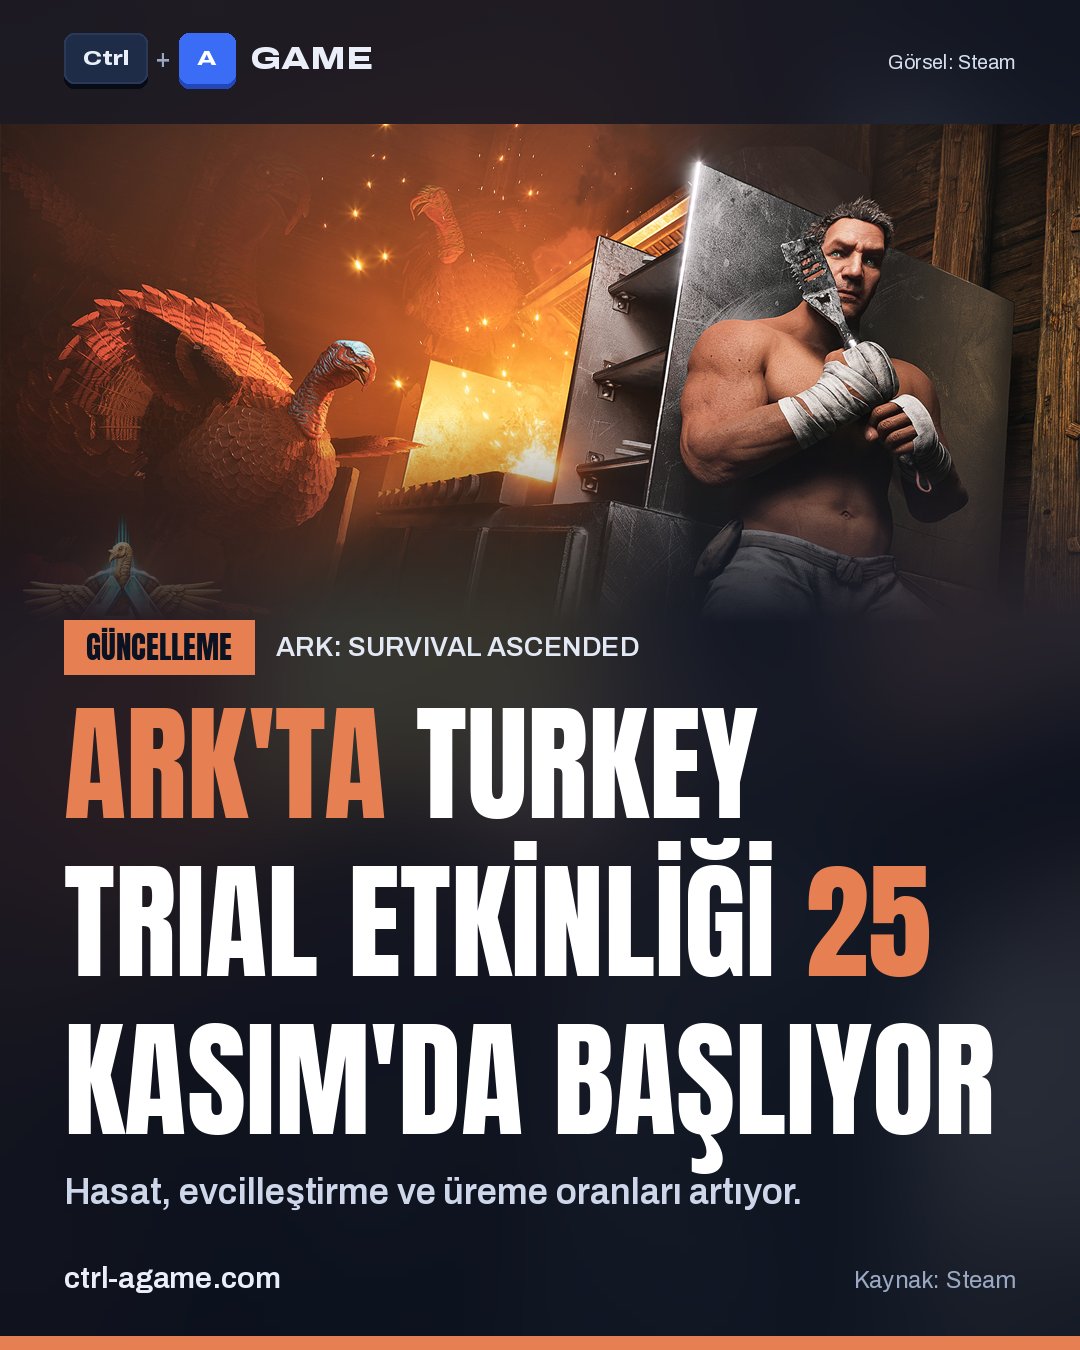 Ctrl + A GAME
Görsel: Steam
GÜNCELLEME ARK: SURVIVAL ASCENDED
ARK'TA TURKEY
TRIAL ETKİNLİĞİ 25
KASIM'DA BAŞLIYOR
Hasat, evcilleştirme ve üreme oranları artıyor.
ctrl-agame.com
Kaynak: Steam